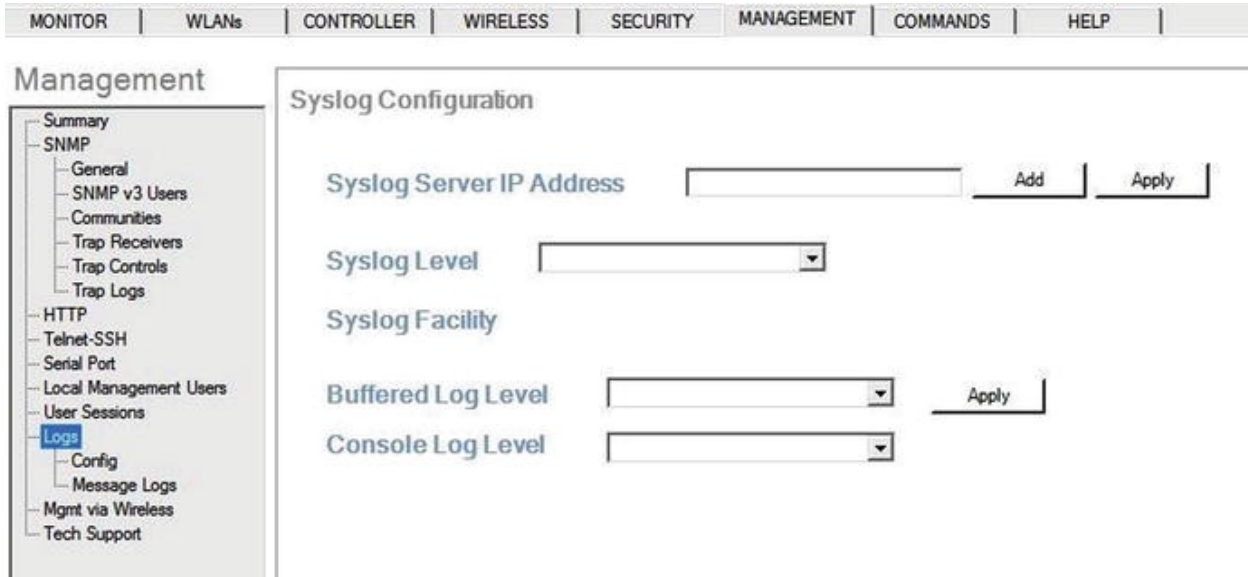 MONITOR WLANs CONTROLLER WIRELESS SECURITY MANAGEMENT COMMANDS HELP
Management
Summary
SNMP
General
SNMP v3 Users
Communities
Trap Receivers
Trap Controls
Trap Logs
HTTP
Telnet-SSH
Serial Port
Local Management Users
User Sessions
Logs
Config
Message Logs
Mgmt via Wireless
Tech Support
Syslog Configuration
Syslog Server IP Address Add Apply
Syslog Level
Syslog Facility
Buffered Log Level Apply
Console Log Level